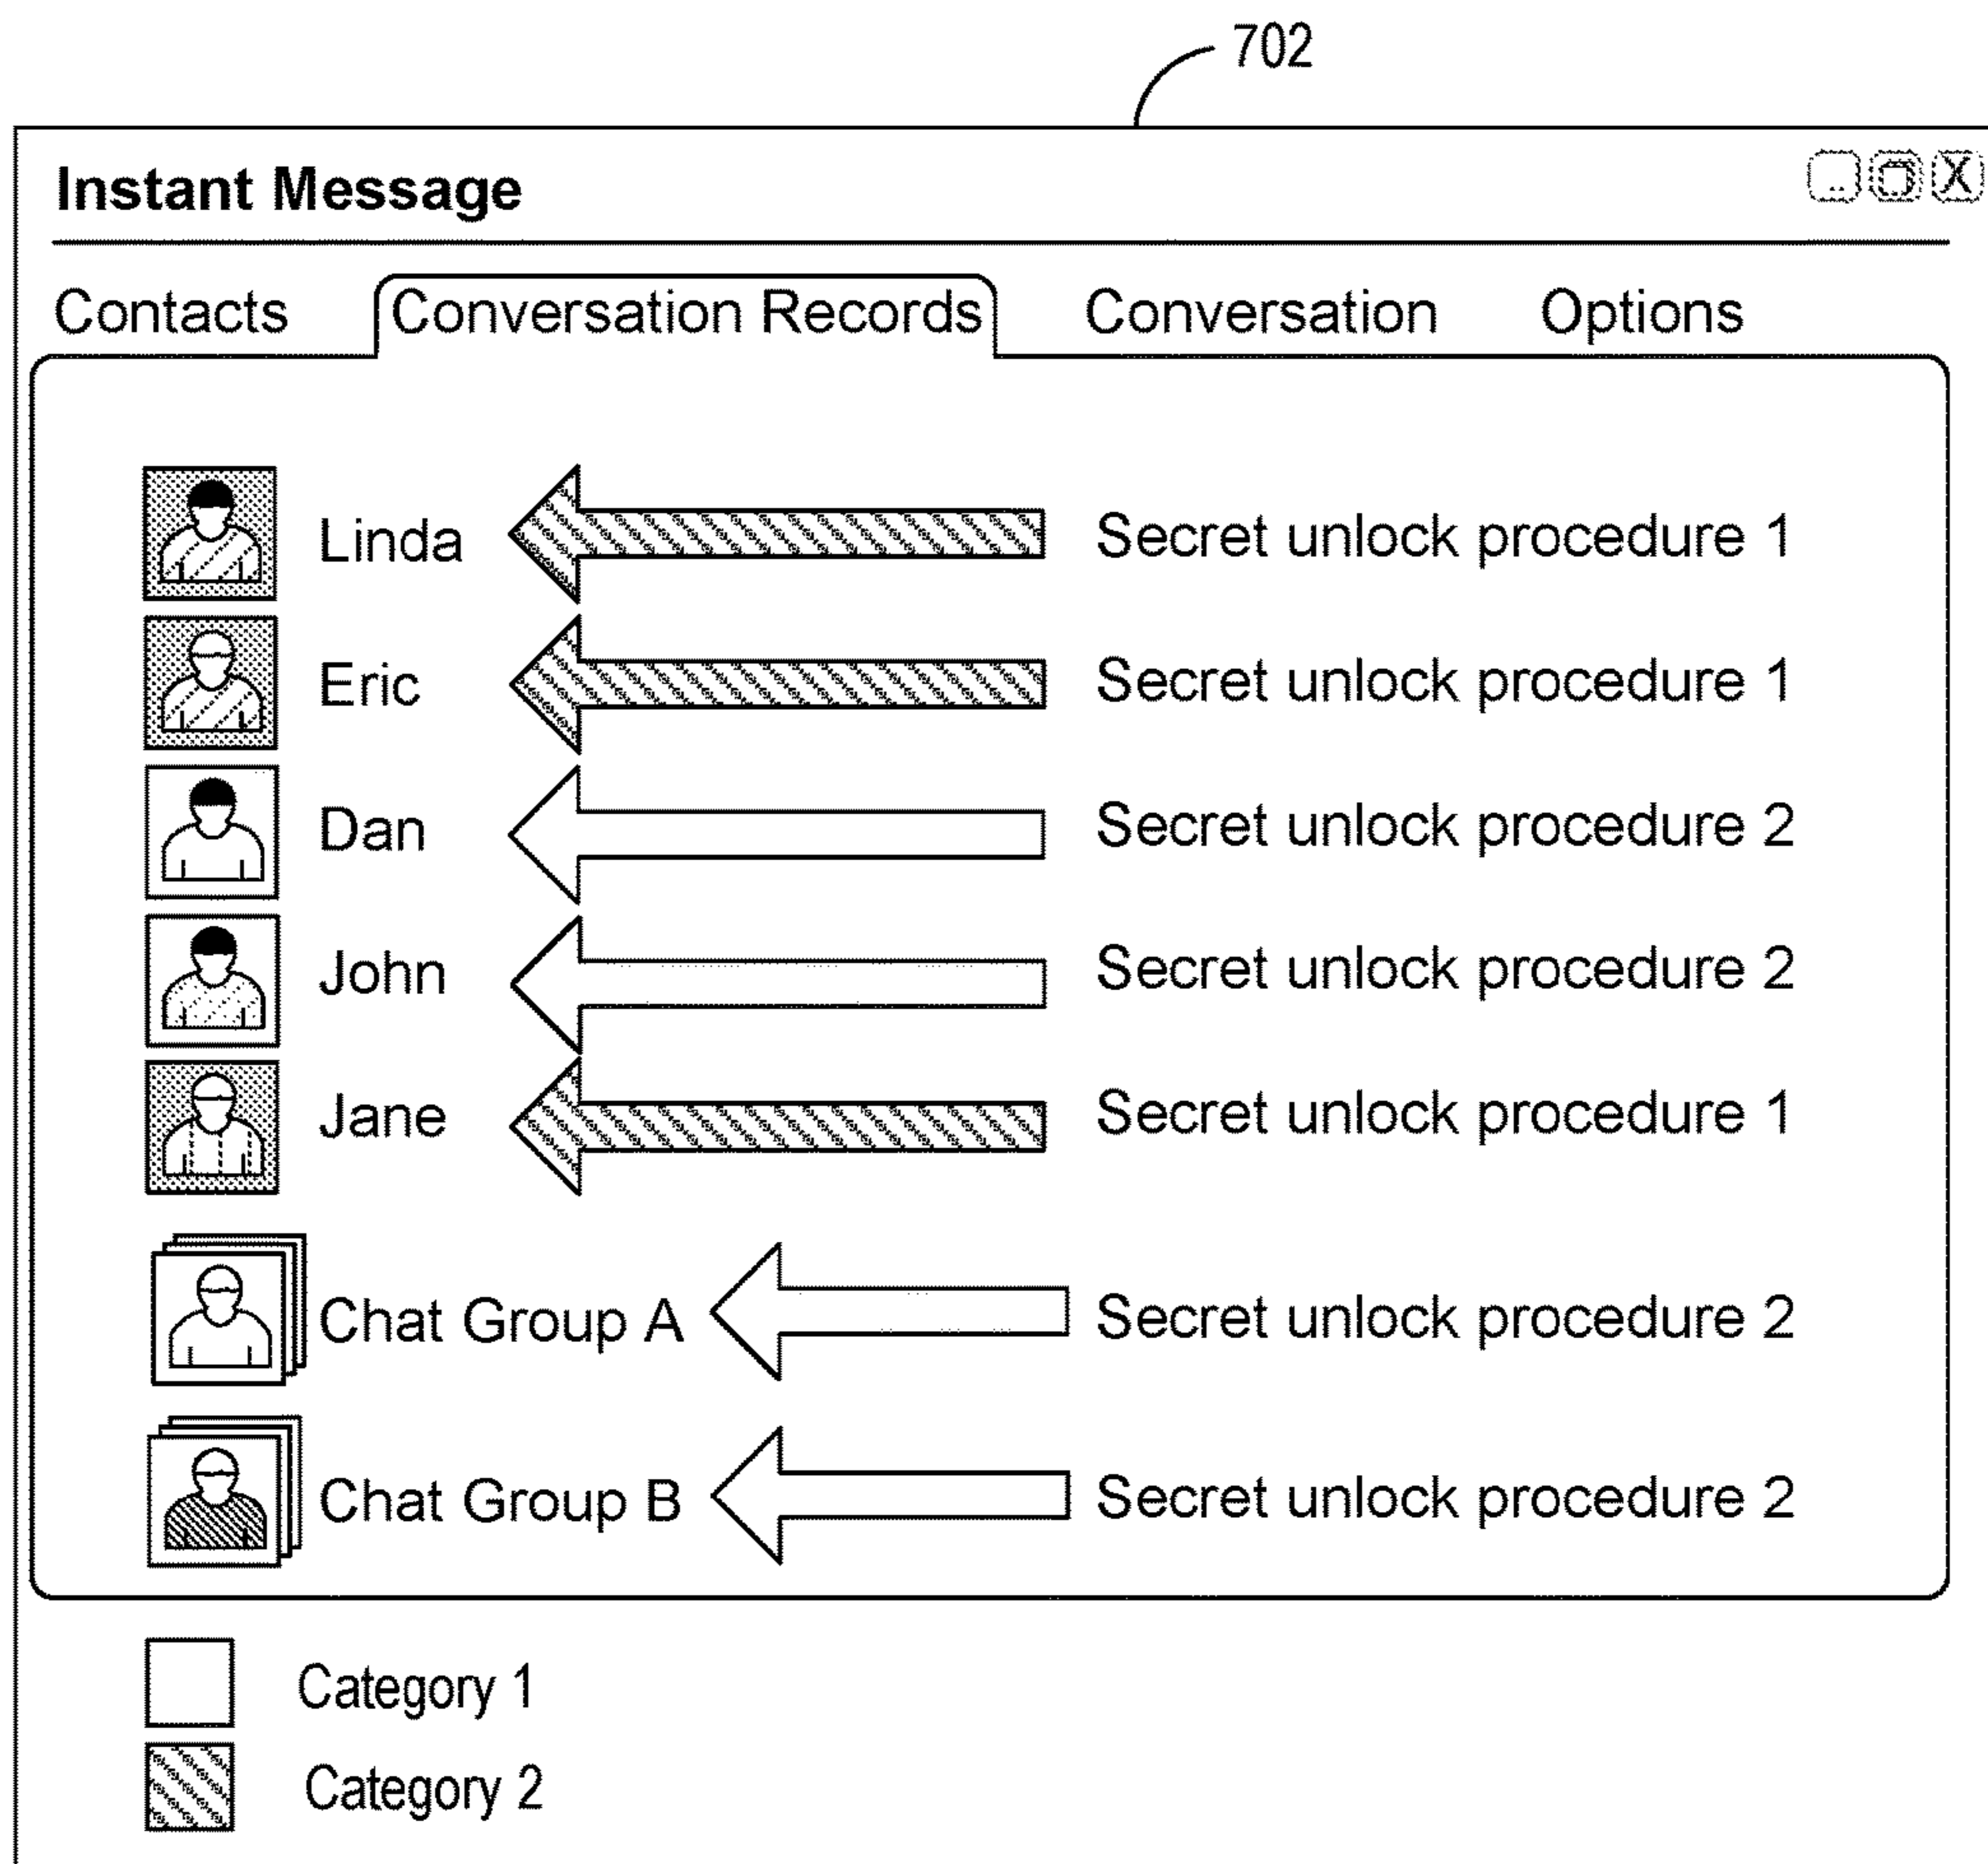 702
Instant Message
X
Contacts Conversation Records Conversation Options
Linda Secret unlock procedure 1
Eric Secret unlock procedure 1
Dan Secret unlock procedure 2
John Secret unlock procedure 2
Jane Secret unlock procedure 1
Chat Group A Secret unlock procedure 2
Chat Group B Secret unlock procedure 2
Category 1
Category 2